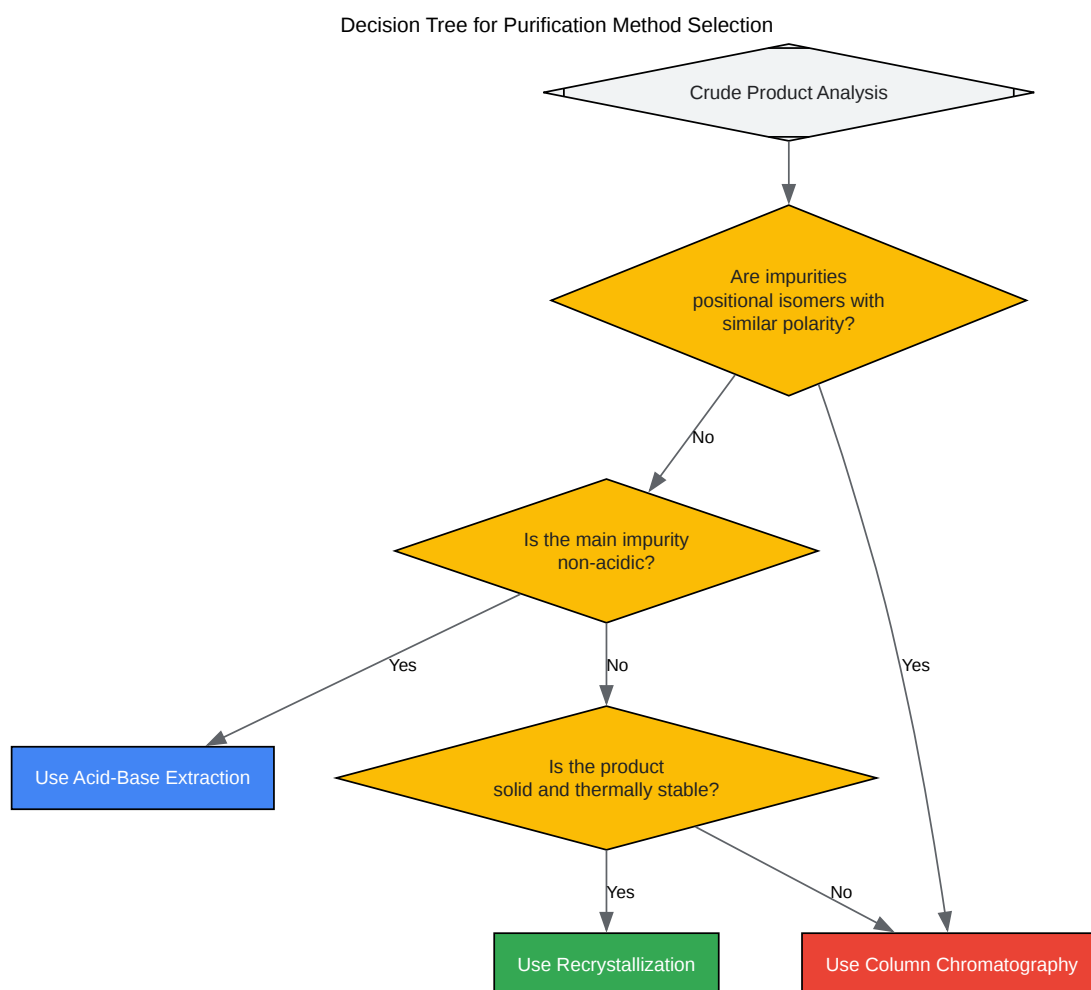 Decision Tree for Purification Method Selection
Crude Product Analysis
Are impurities
positional isomers with
similar polarity?
No
Is the main impurity
non-acidic?
Yes
No
Yes
Use Acid-Base Extraction
Is the product
solid and thermally stable?
Yes
No
Use Recrystallization
Use Column Chromatography